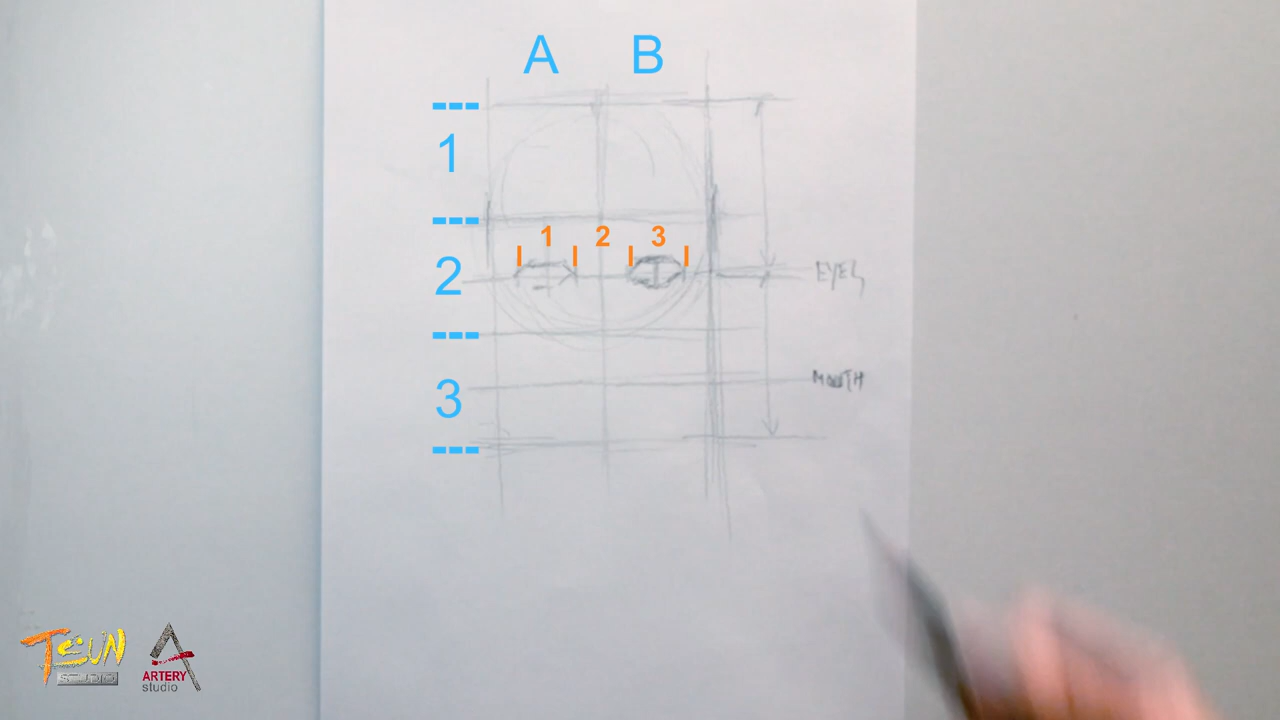 A B
1
1 2 3
2
EYES
MOUTH
3
TSUN
STUDIO
ARTERY
studio